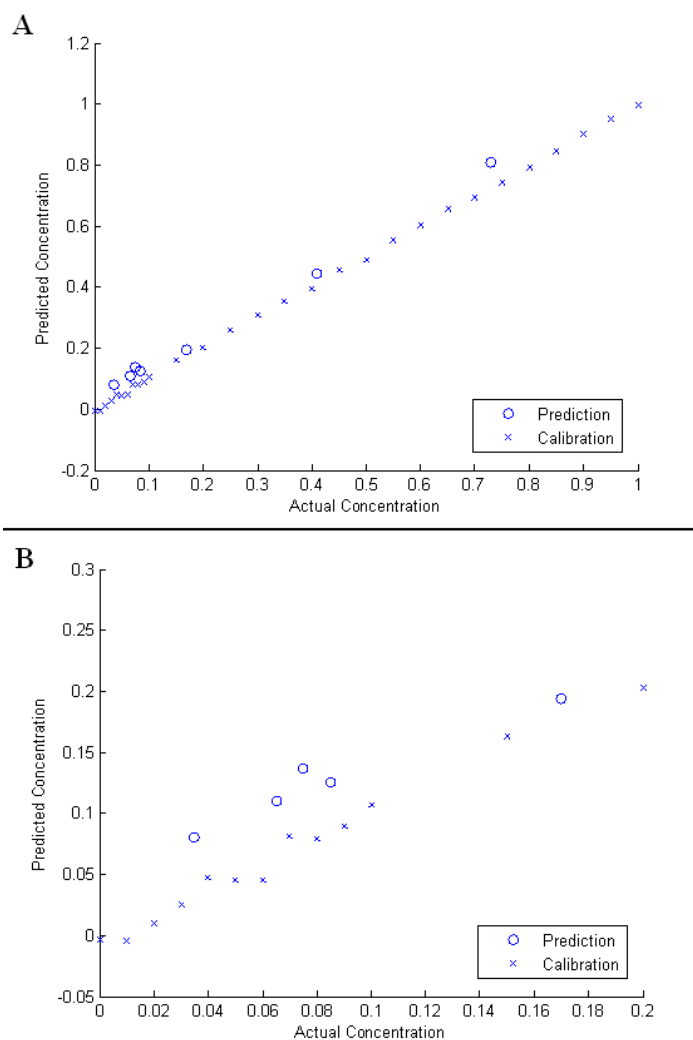 A
1.2
1
0.8
0.6
0.4
0.2
0
-0.2
Predicted Concentration
0 0.1 0.2 0.3 0.4 0.5 0.6 0.7 0.8 0.9 1
Actual Concentration
Prediction
Calibration
B
0.3
0.25
0.2
0.15
0.1
0.05
0
-0.05
Predicted Concentration
0 0.02 0.04 0.06 0.08 0.1 0.12 0.14 0.16 0.18 0.2
Actual Concentration
Prediction
Calibration